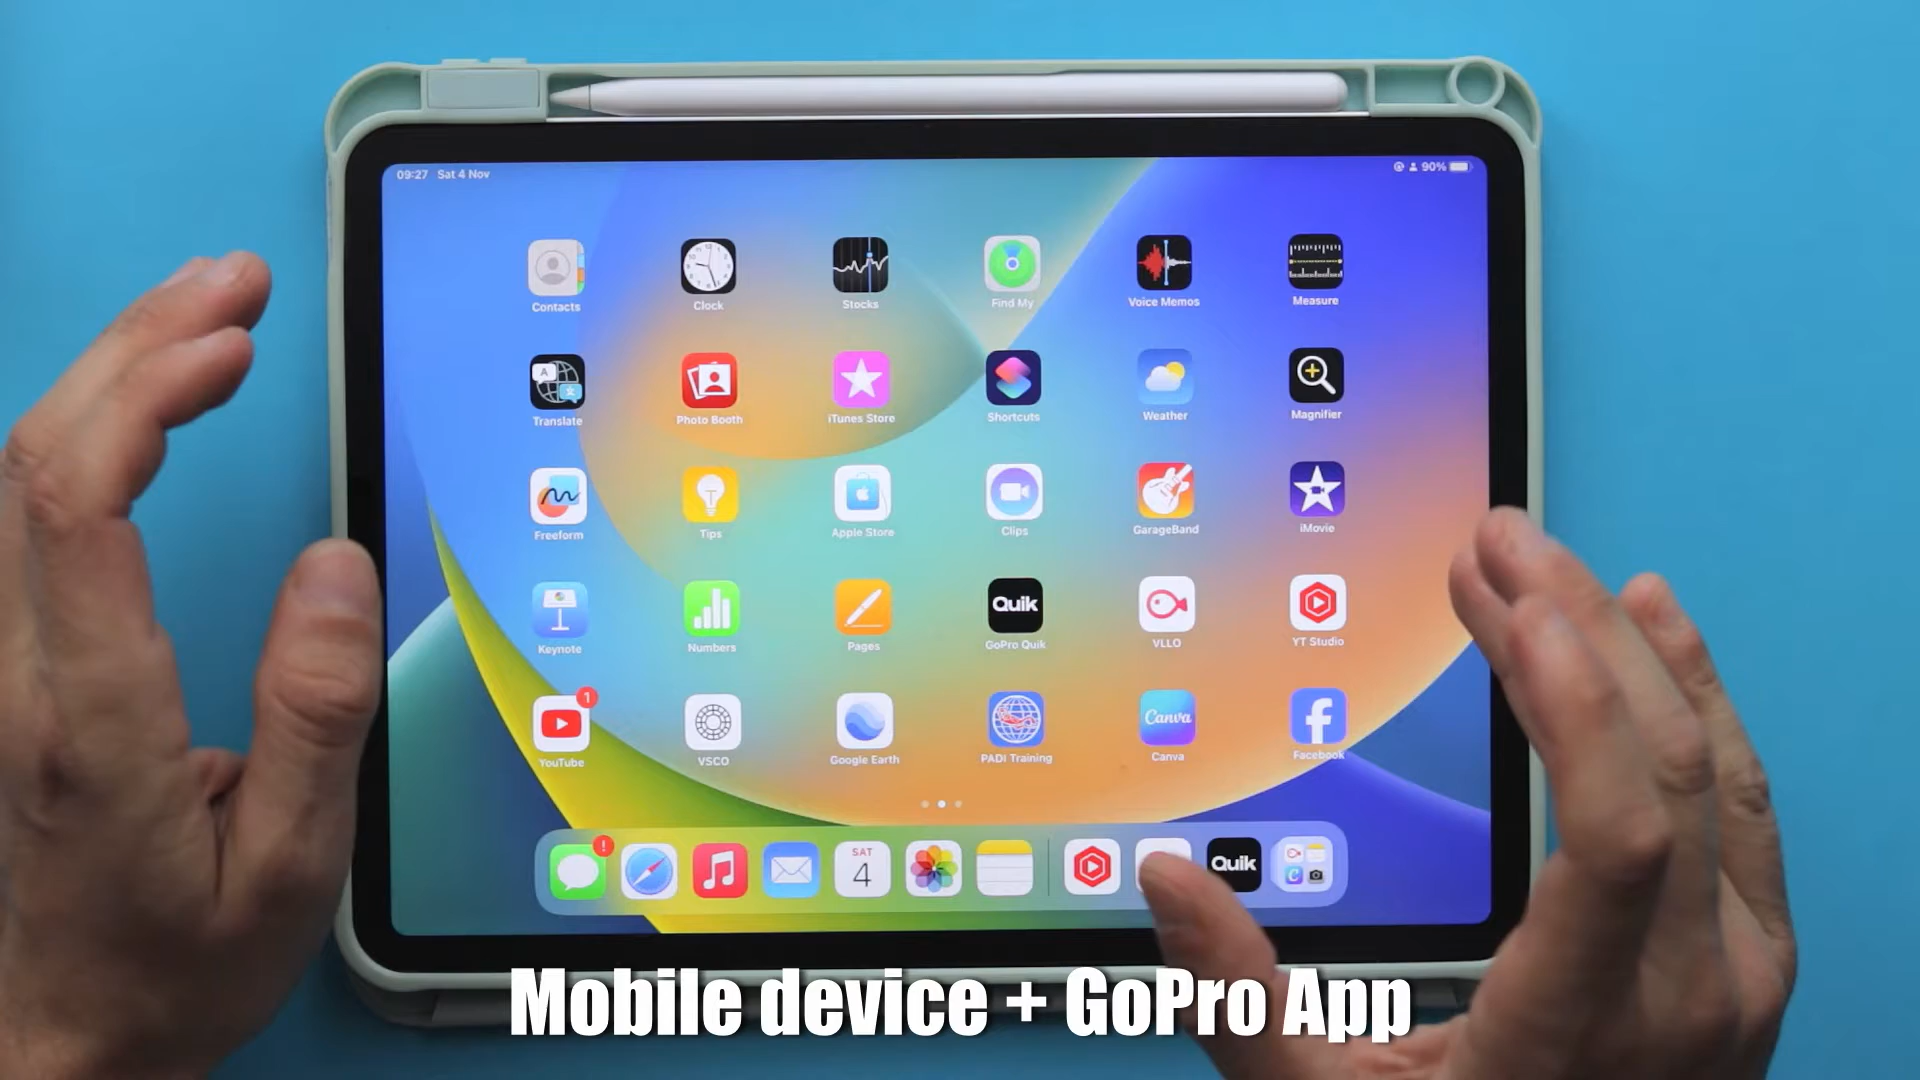 09:27 Sat 4 Nov
90%
Contacts
Clock
Stocks
Find My
Voice Memos
Measure
Translate
Photo Booth
iTunes Store
Shortcuts
Weather
Magnifier
Freeform
Tips
Apple Store
Clips
GarageBand
iMovie
Keynote
Numbers
Pages
Quik
GoPro Quik
VLLO
YT Studio
1
YouTube
VSCO
Google Earth
PADI Training
Canva
Canva
Facebook
!
SAT
4
Quik
Mobile device + GoPro App